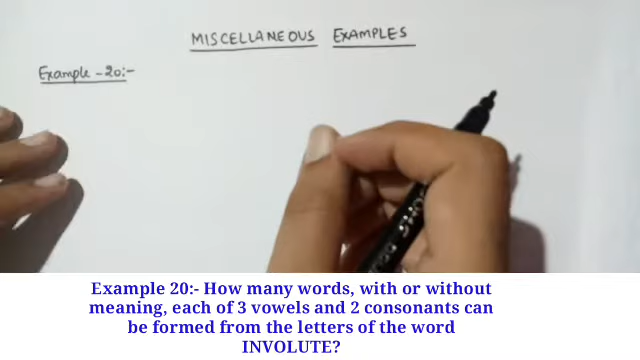 MISCELLANEOUS EXAMPLES
Example - 20:-
Example 20:- How many words, with or without
meaning, each of 3 vowels and 2 consonants can
be formed from the letters of the word
INVOLUTE?